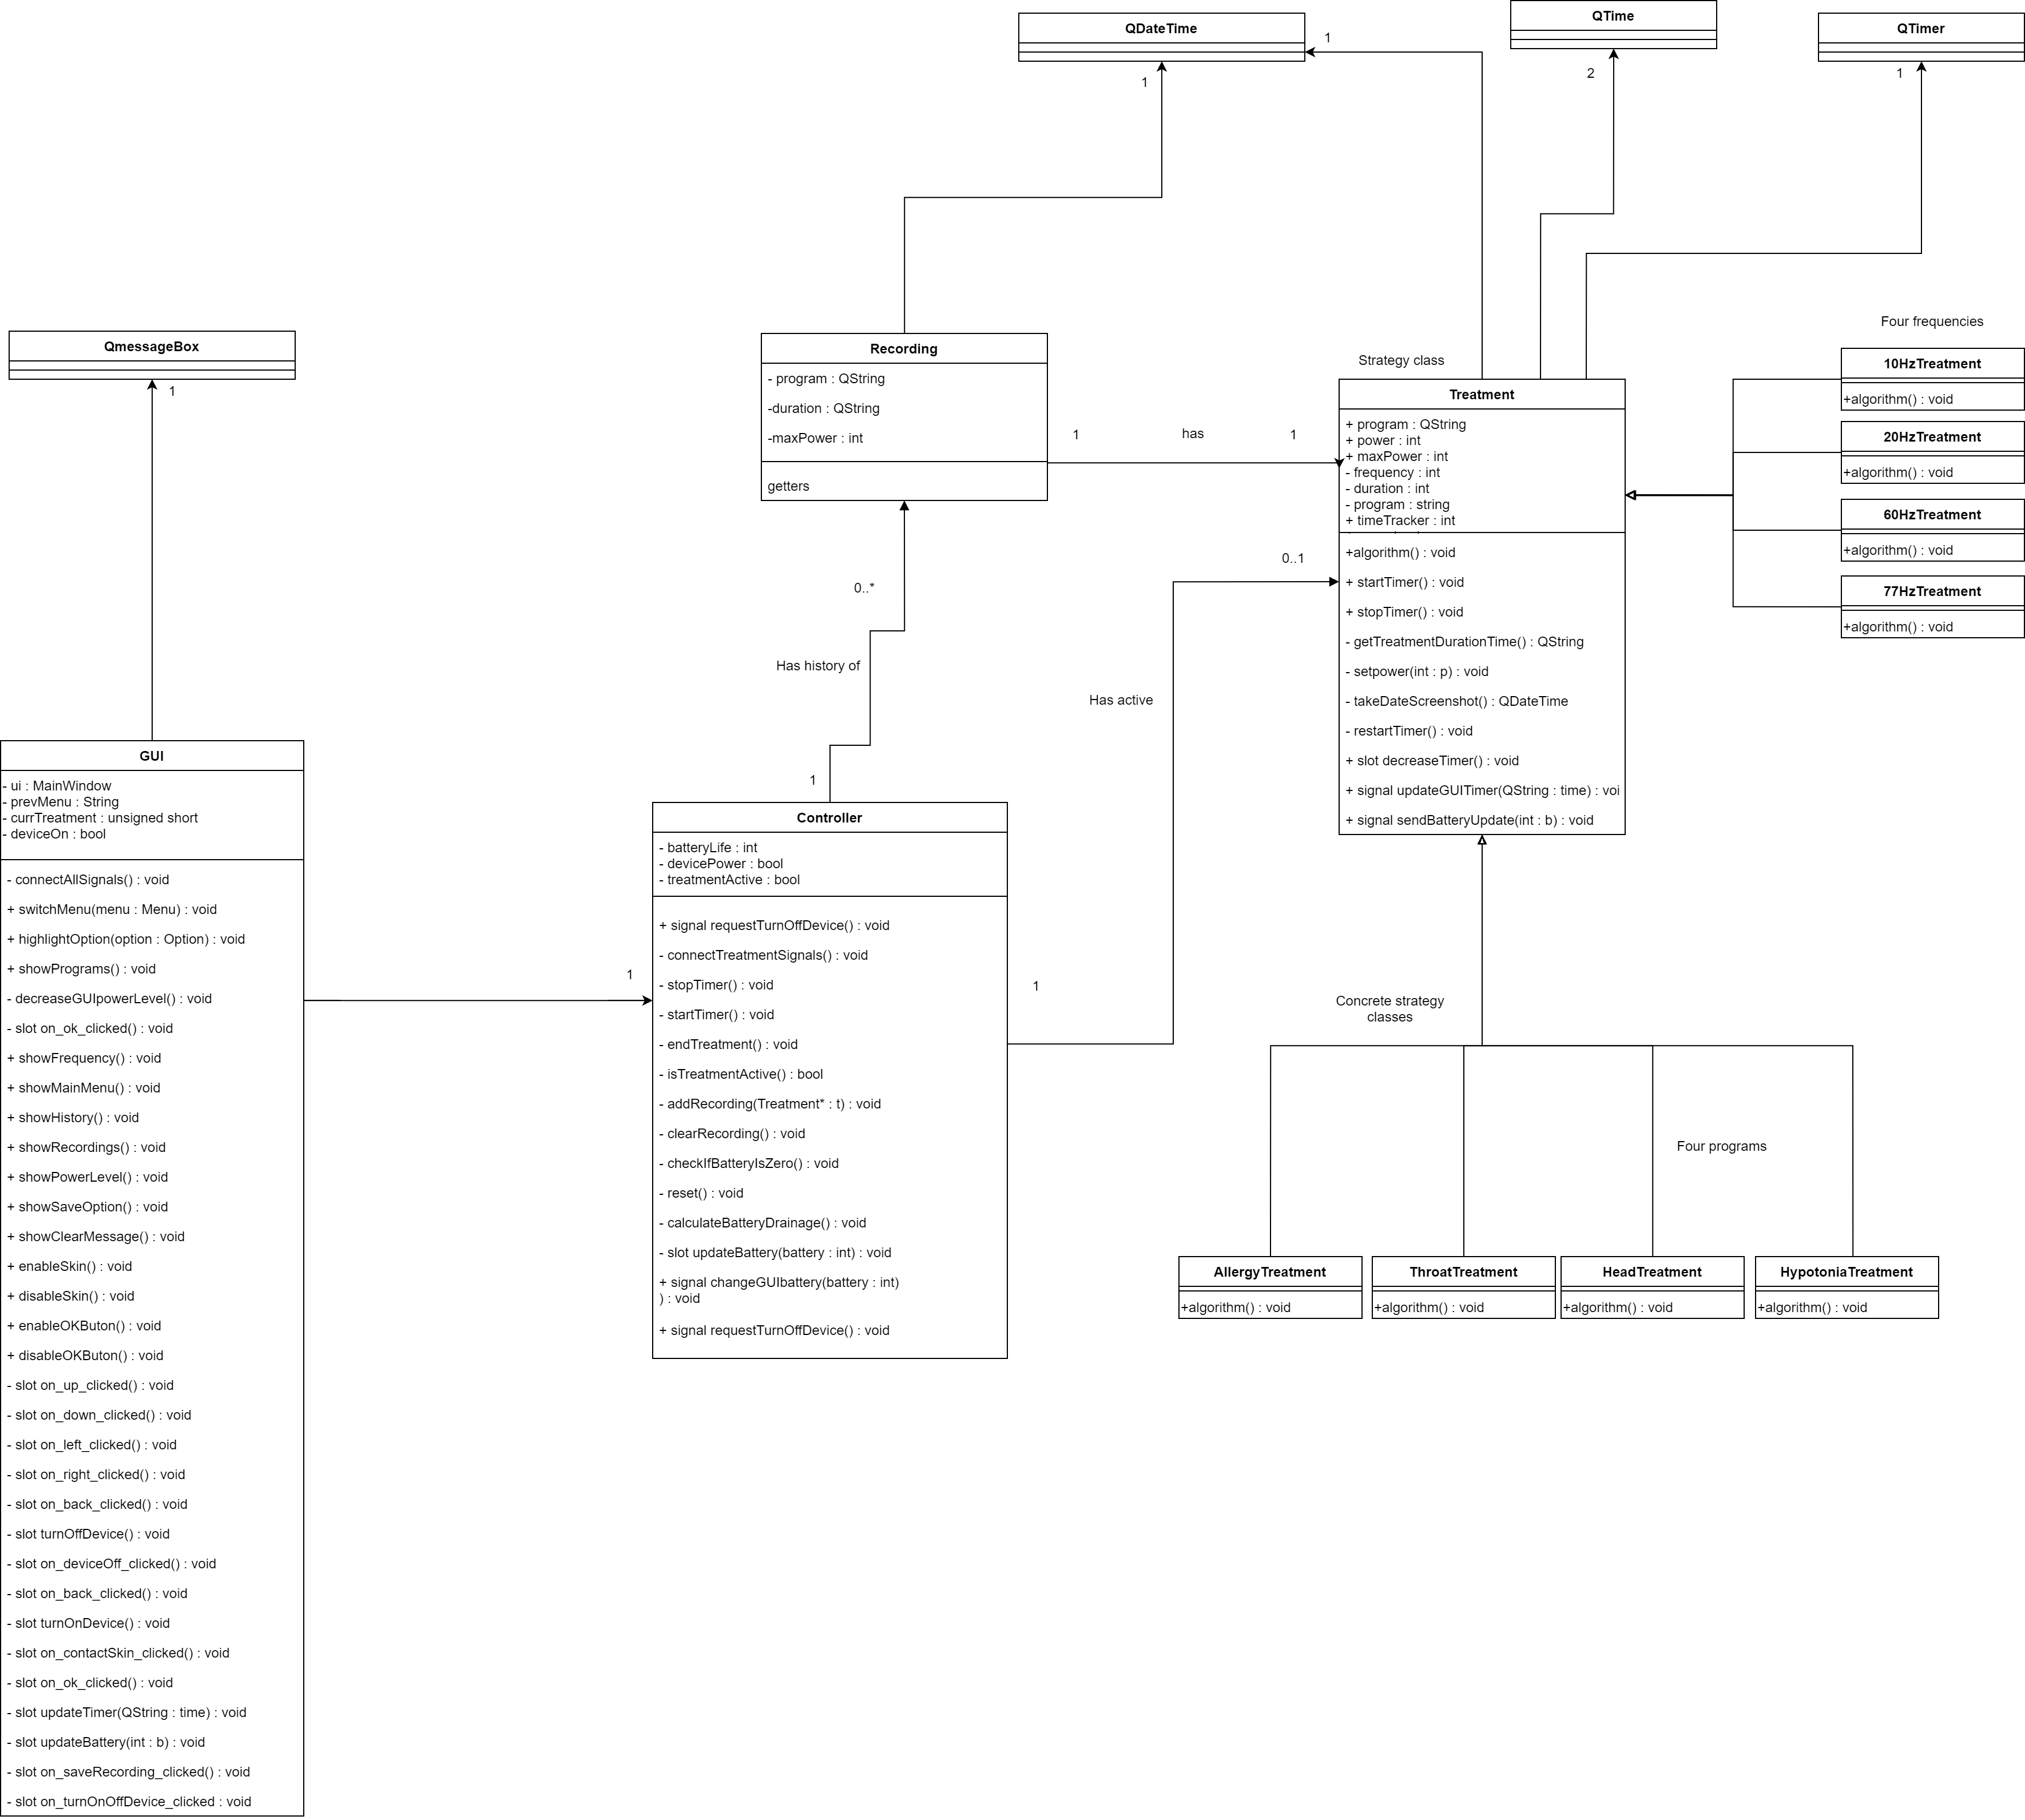 QDateTime
1
1
QTime
2
QTimer
1
QmessageBox
1
Recording
- program : QString
-duration : QString
-maxPower : int
getters
1
has
1
Strategy class
Treatment
+ program : QString
+ power : int
+ maxPower : int
- frequency : int
- duration : int
- program : string
+ timeTracker : int
+algorithm() : void
+ startTimer() : void
+ stopTimer() : void
- getTreatmentDurationTime() : QString
- setpower(int : p) : void
- takeDateScreenshot() : QDateTime
- restartTimer() : void
+ slot decreaseTimer() : void
+ signal updateGUITimer(QString : time) : voi
+ signal sendBatteryUpdate(int : b) : void
Four frequencies
10HzTreatment
+algorithm() : void
20HzTreatment
+algorithm() : void
60HzTreatment
+algorithm() : void
77HzTreatment
+algorithm() : void
0..*
Has history of
1
0..1
Has active
1
GUI
- ui : MainWindow
- prevMenu : String
- currTreatment : unsigned short
- deviceOn : bool
- connectAllSignals() : void
+ switchMenu(menu : Menu) : void
+ highlightOption(option : Option) : void
+ showPrograms() : void
- decreaseGUIpowerLevel() : void
- slot on_ok_clicked() : void
+ showFrequency() : void
+ showMainMenu() : void
+ showHistory() : void
+ showRecordings() : void
+ showPowerLevel() : void
+ showSaveOption() : void
+ showClearMessage() : void
+ enableSkin() : void
+ disableSkin() : void
+ enableOKButon() : void
+ disableOKButon() : void
- slot on_up_clicked() : void
- slot on_down_clicked() : void
- slot on_left_clicked() : void
- slot on_right_clicked() : void
- slot on_back_clicked() : void
- slot turnOffDevice() : void
- slot on_deviceOff_clicked() : void
- slot on_back_clicked() : void
- slot turnOnDevice() : void
- slot on_contactSkin_clicked() : void
- slot on_ok_clicked() : void
- slot updateTimer(QString : time) : void
- slot updateBattery(int : b) : void
- slot on_saveRecording_clicked() : void
- slot on_turnOnOffDevice_clicked : void
1
Controller
- batteryLife : int
- devicePower : bool
- treatmentActive : bool
+ signal requestTurnOffDevice() : void
- connectTreatmentSignals() : void
- stopTimer() : void
- startTimer() : void
- endTreatment() : void
- isTreatmentActive() : bool
- addRecording(Treatment* : t) : void
- clearRecording() : void
- checkIfBatteryIsZero() : void
- reset() : void
- calculateBatteryDrainage() : void
- slot updateBattery(battery : int) : void
+ signal changeGUIbattery(battery : int)
) : void
+ signal requestTurnOffDevice() : void
Concrete strategy
classes
Four programs
AllergyTreatment
+algorithm() : void
ThroatTreatment
+algorithm() : void
HeadTreatment
+algorithm() : void
HypotoniaTreatment
+algorithm() : void